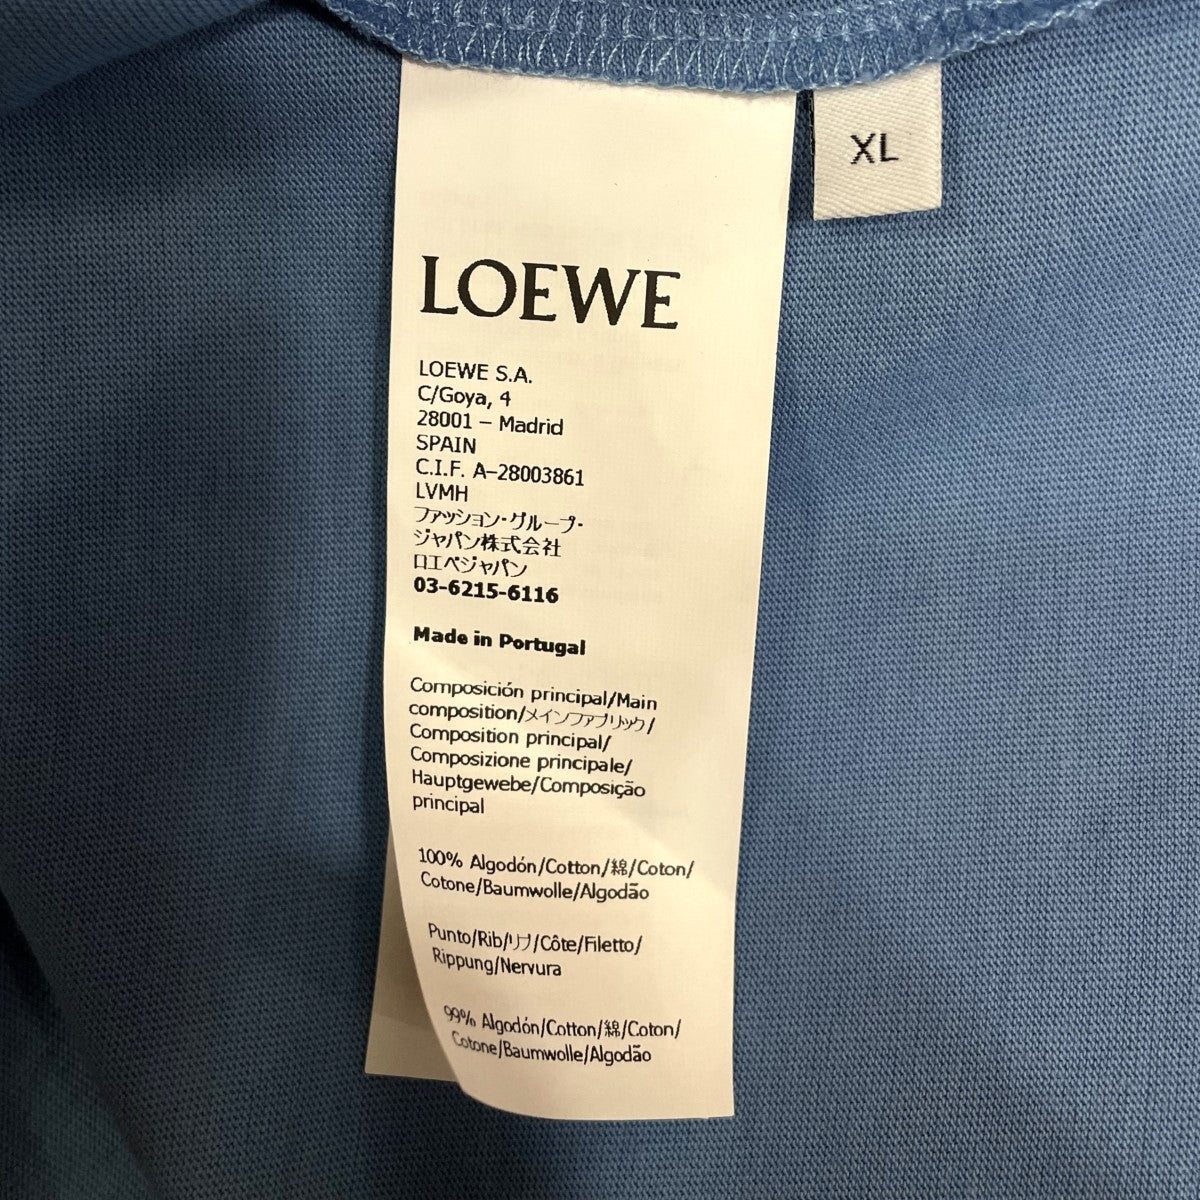 XL
LOEWE
LOEWE S.A.
C/Goya, 4
28001 – Madrid
SPAIN
C.I.F. A–28003861
LVMH
ファッション・グループ・
ジャパン株式会社
ロエベジャパン
03-6215-6116
Made in Portugal
Composición principal/Main
composition/メインファブリック/
Composition principal/
Composizione principale/
Hauptgewebe/Composição
principal
100% Algodón/Cotton/綿/Coton/
Cotone/Baumwolle/Algodão
Punto/Rib/リブ/Côte/Filetto/
Rippung/Nervura
99% Algodón/Cotton/綿/Coton/
Cotone/Baumwolle/Algodão